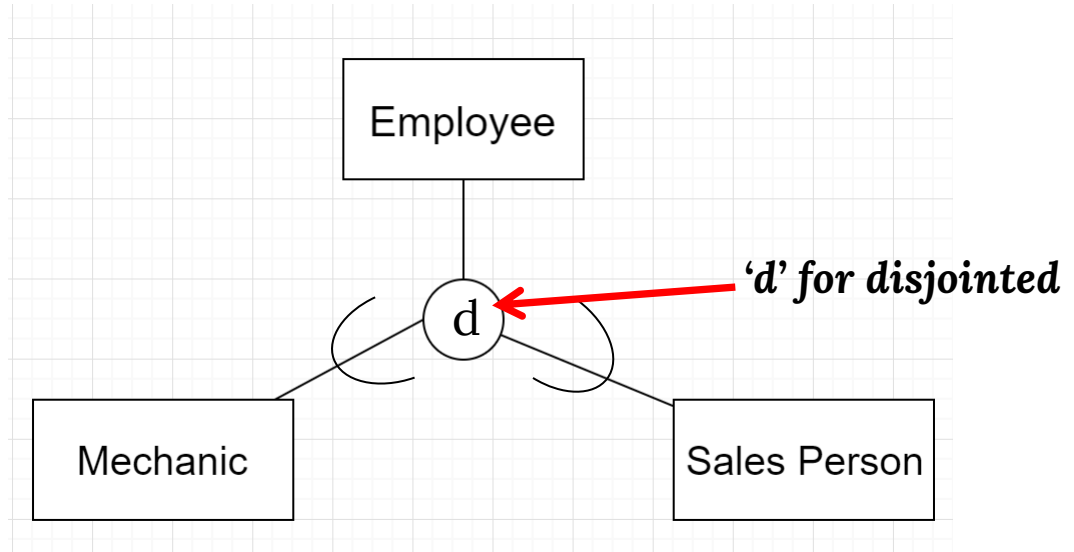 Employee
‘d’ for disjointed
d
Mechanic
Sales Person